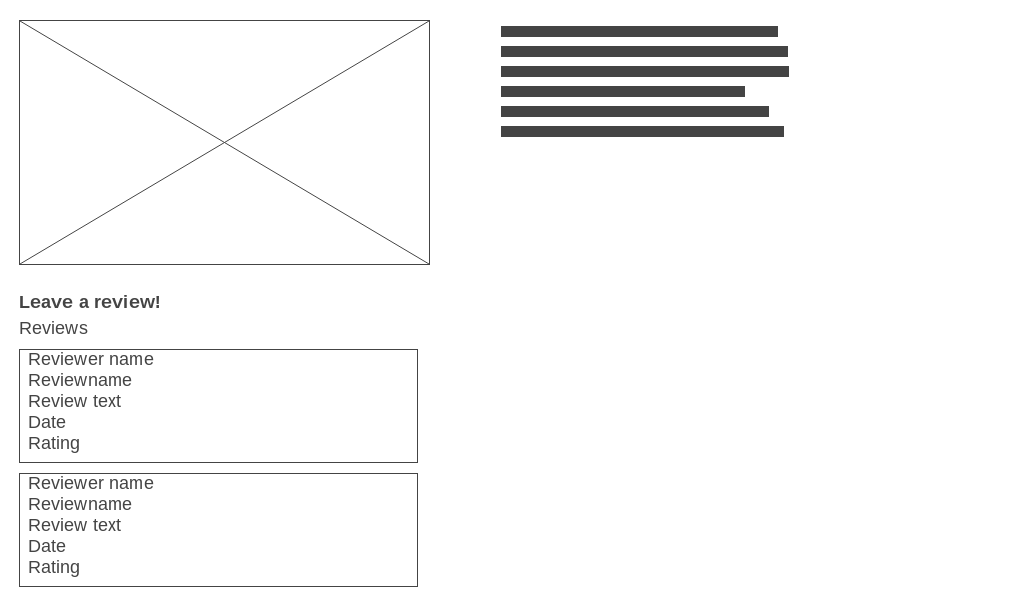 Leave a review!
Reviews
Reviewer name
Reviewname
Review text
Date
Rating
Reviewer name
Reviewname
Review text
Date
Rating